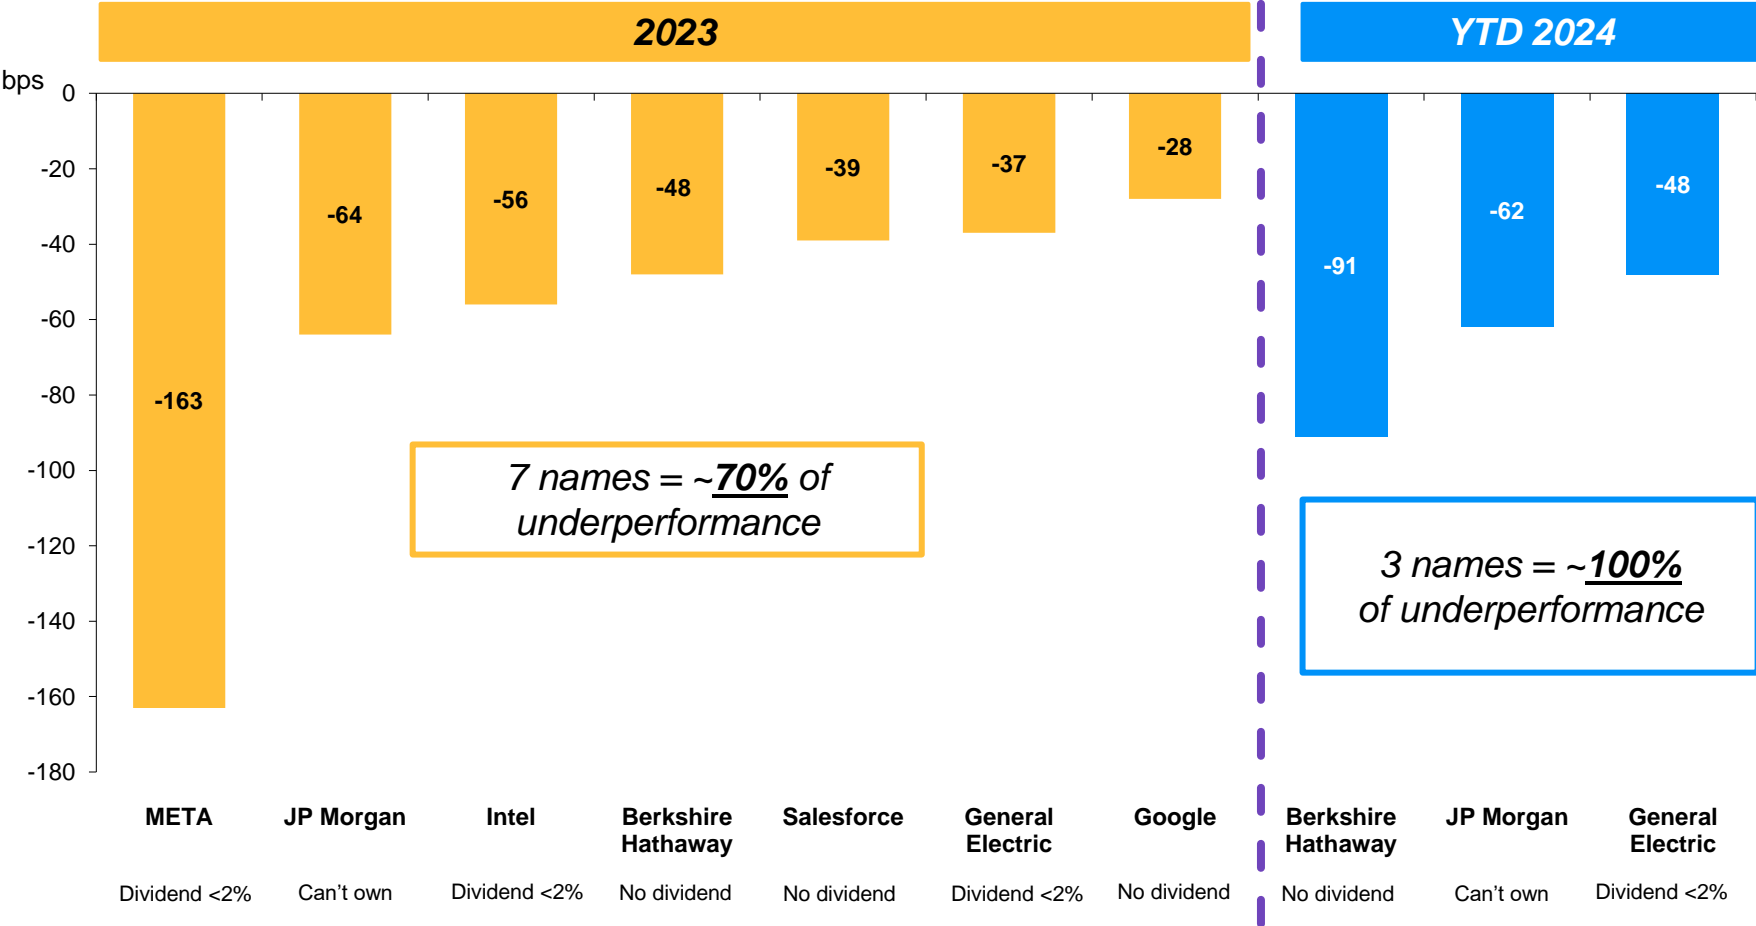 2023
YTD 2024
bps
0
-20
-40
-60
-80
-100
-120
-140
-160
-180
-163
-64
-56
-48
-39
-37
-28
-91
-62
-48
7 names = ~70% of
underperformance
3 names = ~100%
of underperformance
META
JP Morgan
Intel
Berkshire
Hathaway
Salesforce
General
Electric
Google
Berkshire
Hathaway
JP Morgan
General
Electric
Dividend <2%
Can't own
Dividend <2%
No dividend
No dividend
Dividend <2%
No dividend
No dividend
Can't own
Dividend <2%